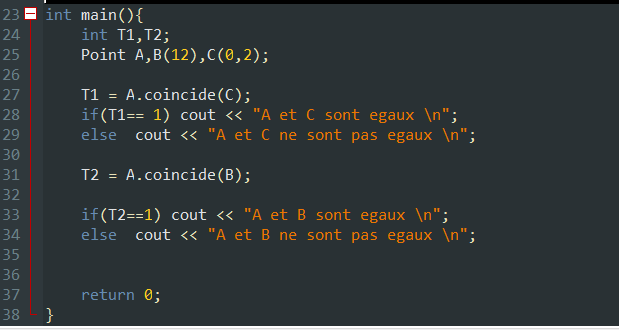 23 int main(){
24     int T1,T2;
25     Point A,B(12),C(0,2);
26
27     T1 = A.coincide(C);
28     if(T1== 1) cout << "A et C sont egaux \n";
29     else  cout << "A et C ne sont pas egaux \n";
30
31     T2 = A.coincide(B);
32
33     if(T2==1) cout << "A et B sont egaux \n";
34     else  cout << "A et B ne sont pas egaux \n";
35
36
37     return 0;
38 }